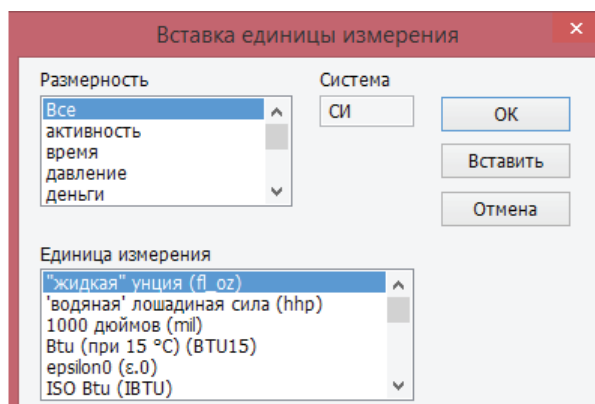 Вставка единицы измерения
Размерность
Система
Все
активность
время
давление
деньги
СИ
ОК
Вставить
Отмена
Единица измерения
"жидкая" унция (fl_oz)
'водяная' лошадиная сила (hhp)
1000 дюймов (mil)
Btu (при 15 °C) (BTU15)
epsilon0 (ε.0)
ISO Btu (IBTU)